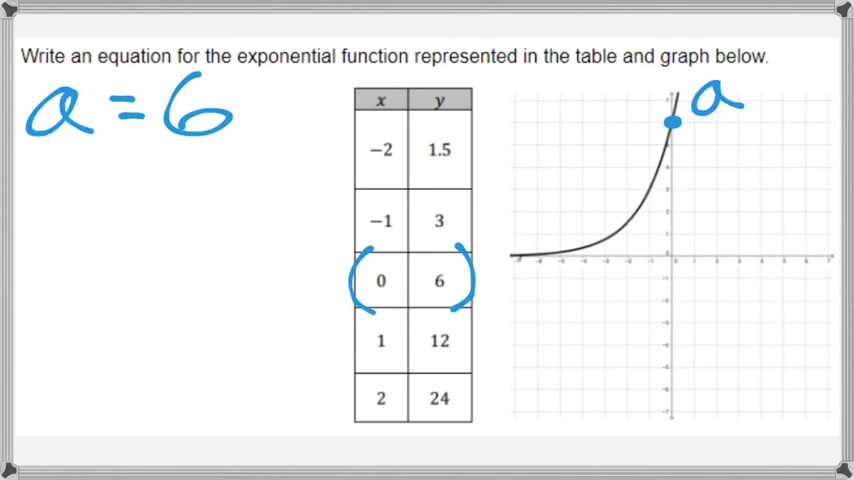 Write an equation for the exponential function represented in the table and graph below.
a = 6
x y
−2 1.5
−1 3
(0 6)
1 12
2 24
a